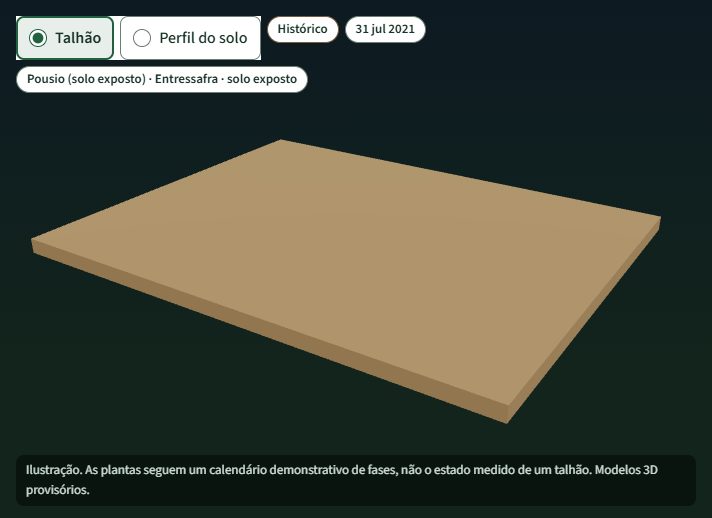 Talhão
Perfil do solo
Histórico
31 jul 2021
Pousio (solo exposto) · Entressafra · solo exposto
Ilustração. As plantas seguem um calendário demonstrativo de fases, não o estado medido de um talhão. Modelos 3D
provisórios.